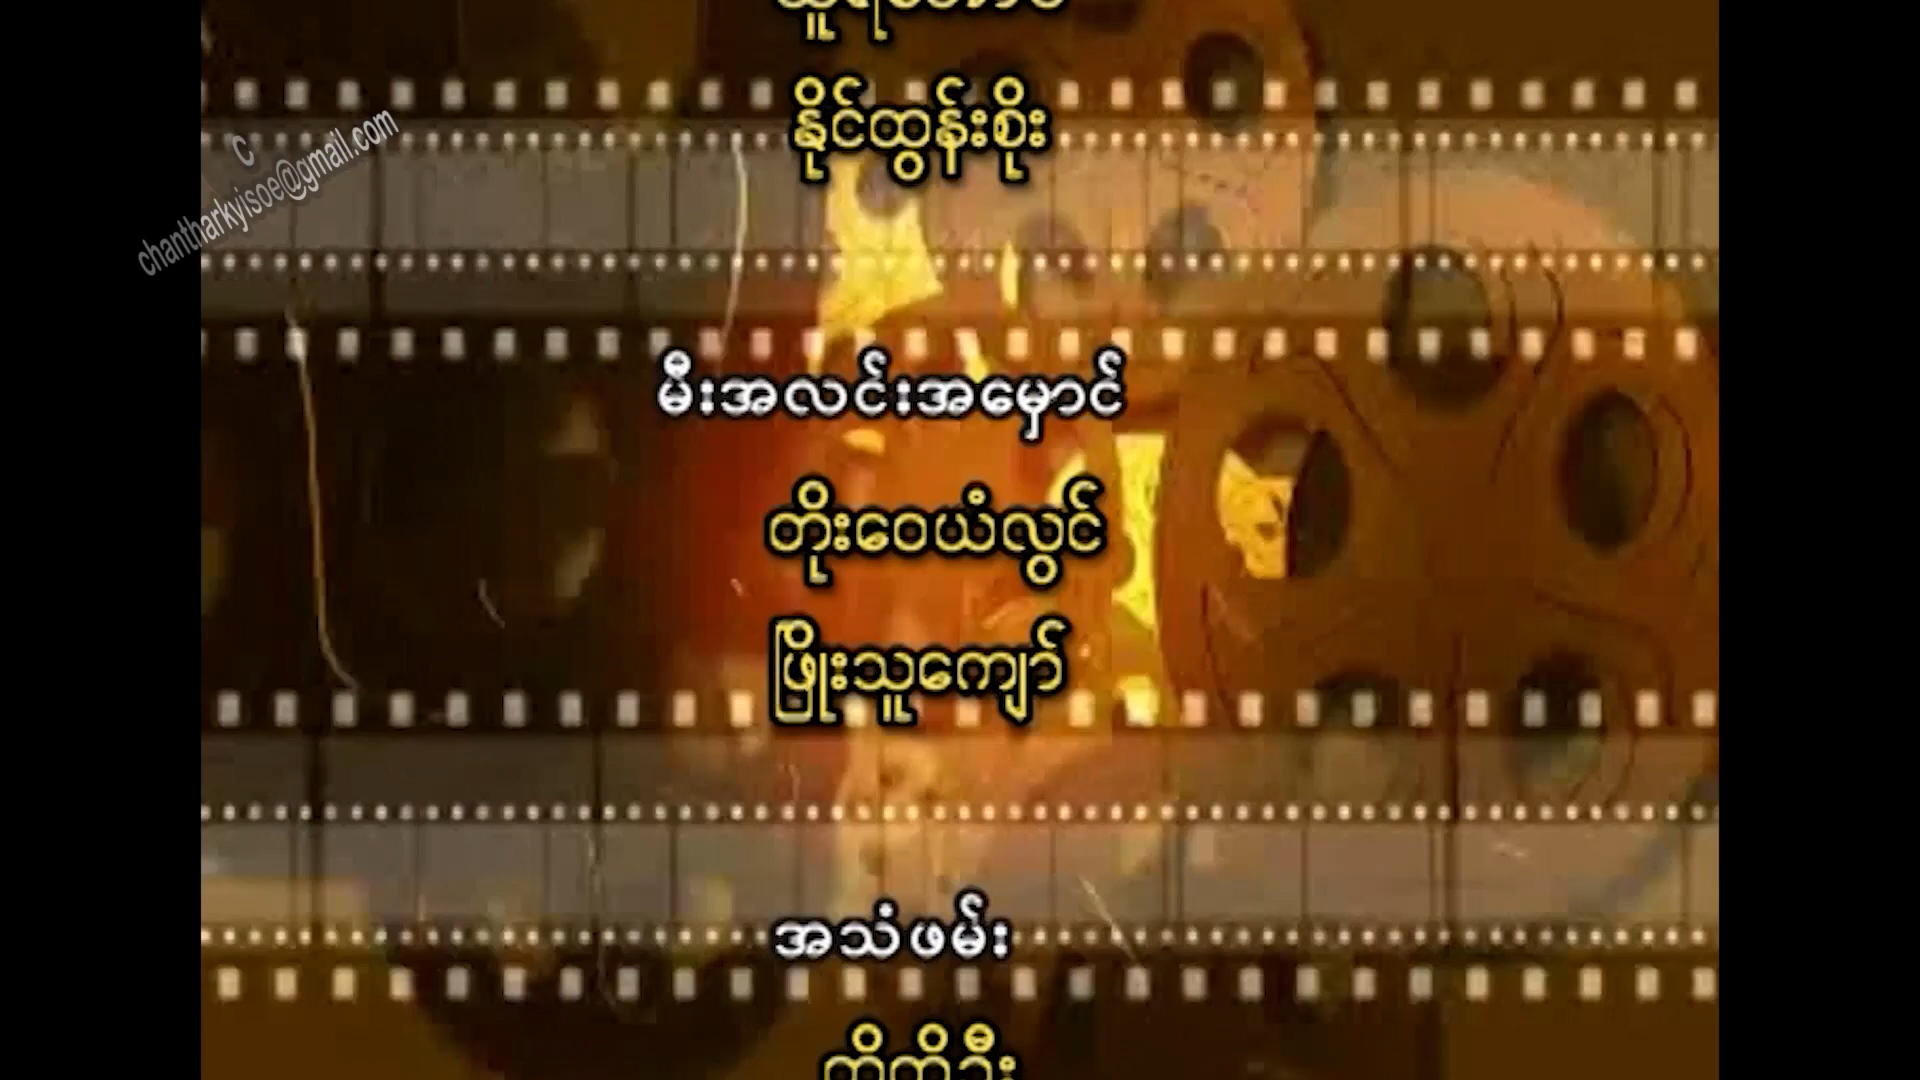 နိုင်ထွန်းစိုး
C
chantharkyisoe@gmail.com
မီးအလင်းအမှောင်
တိုးဝေယံလွင်
ဖြိုးသူကျော်
အသံဖမ်း